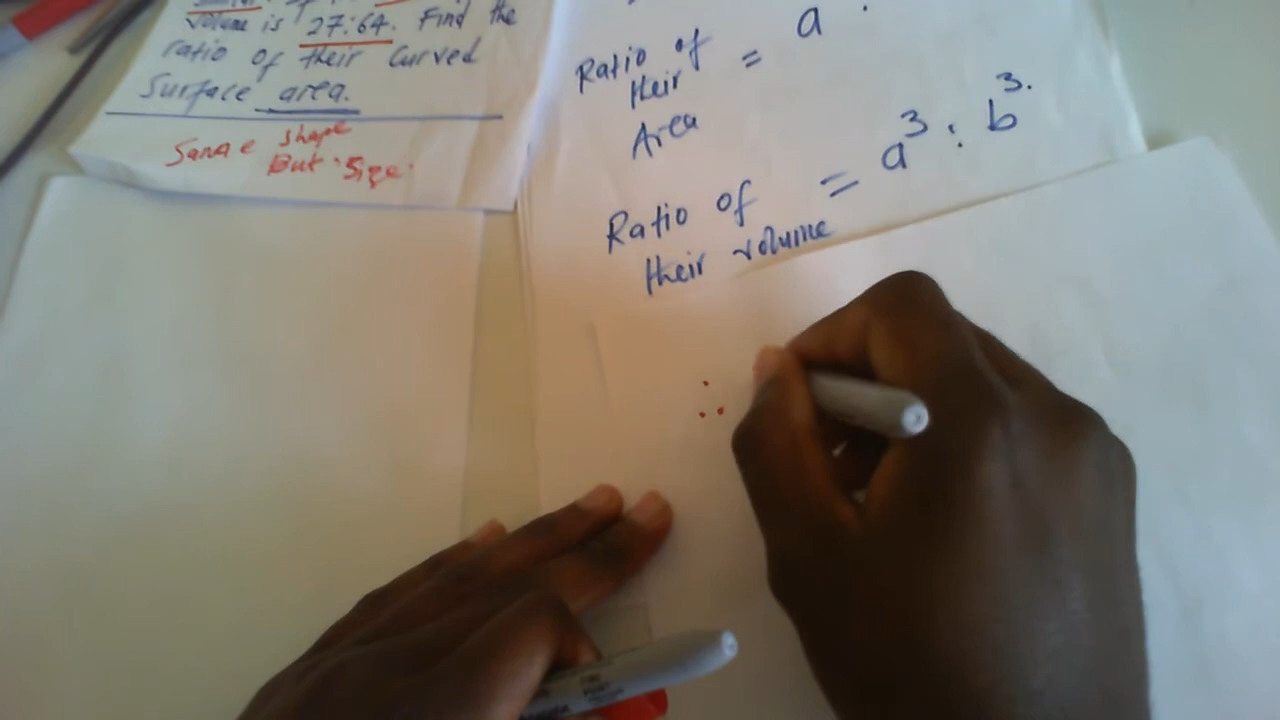 volume is 27:64. Find the
ratio of their Curved
Surface area.
Same shape
But Size.
Ratio of their Area = a :
Ratio of their volume = a³ : b³.
∴